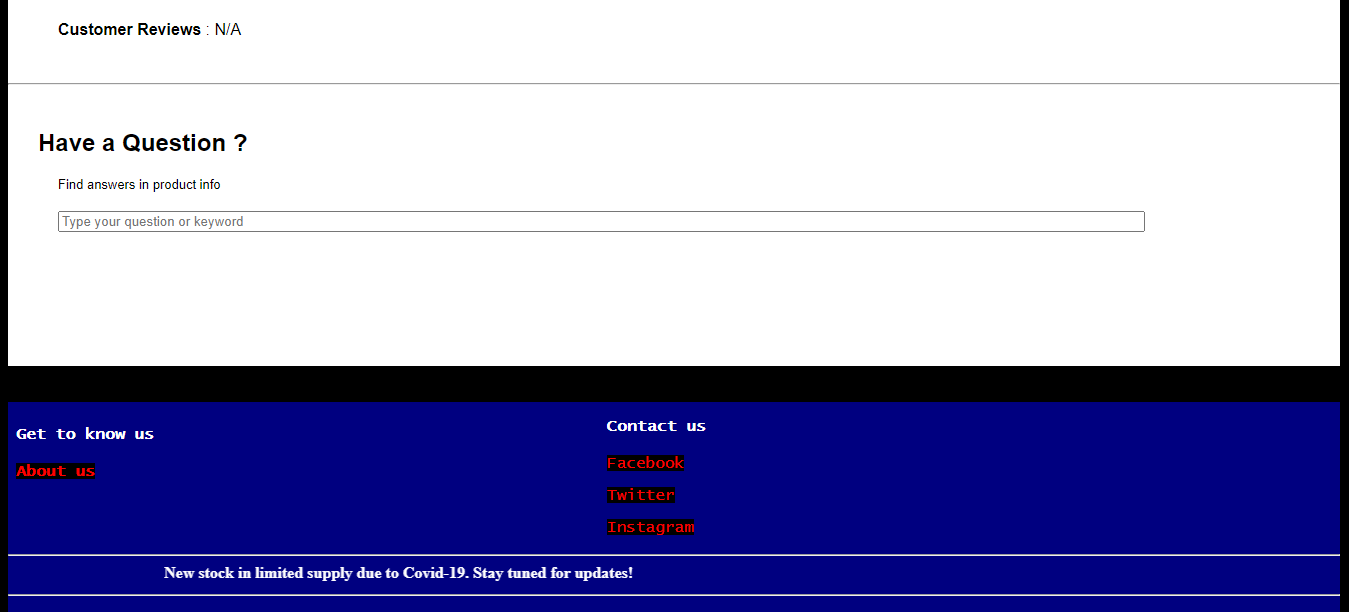 Customer Reviews : N/A
Have a Question ?
Find answers in product info
Type your question or keyword
Get to know us
About us
Contact us
Facebook
Twitter
Instagram
New stock in limited supply due to Covid-19. Stay tuned for updates!